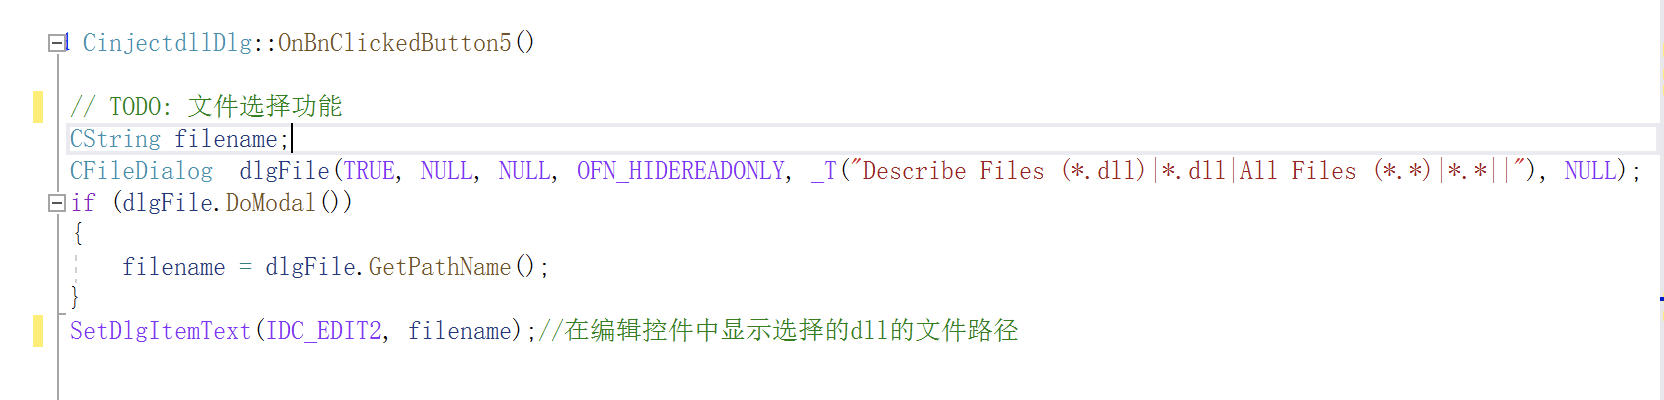 CinjectdllDlg::OnBnClickedButton5()
// TODO: 文件选择功能
CString filename;
CFileDialog  dlgFile(TRUE, NULL, NULL, OFN_HIDEREADONLY, _T("Describe Files (*.dll)|*.dll|All Files (*.*)|*.*||"), NULL);
if (dlgFile.DoModal())
{
    filename = dlgFile.GetPathName();
}
SetDlgItemText(IDC_EDIT2, filename);//在编辑控件中显示选择的dll的文件路径